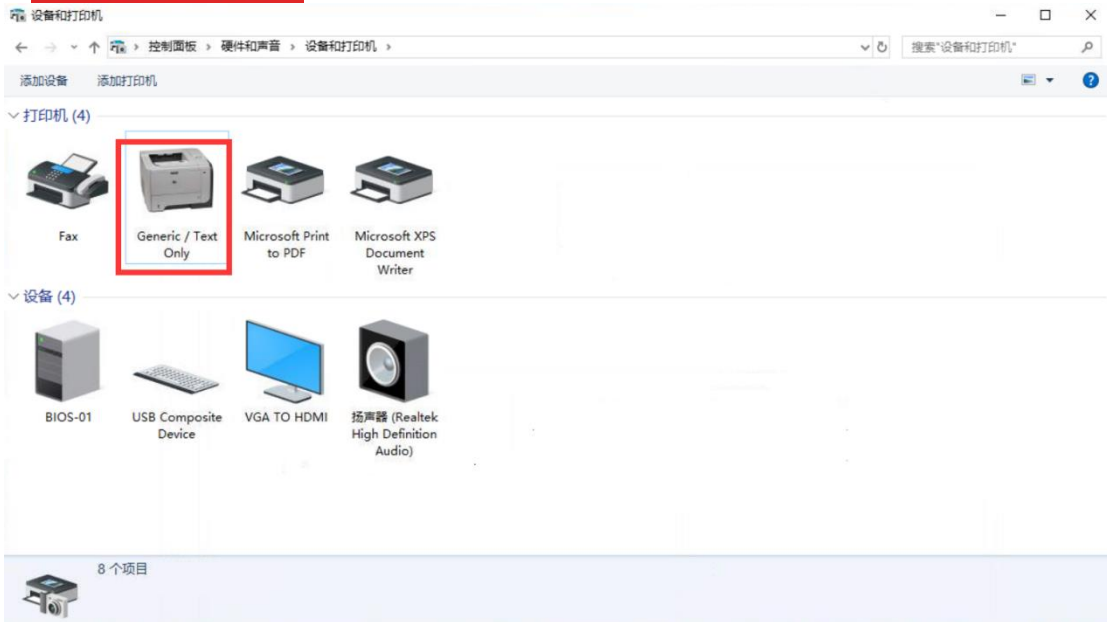 设备和打印机
控制面板 › 硬件和声音 › 设备和打印机 ›
搜索"设备和打印机"
添加设备 添加打印机
打印机 (4)
Fax
Generic / Text
Only
Microsoft Print
to PDF
Microsoft XPS
Document
Writer
设备 (4)
BIOS-01
USB Composite
Device
VGA TO HDMI
扬声器 (Realtek
High Definition
Audio)
8 个项目